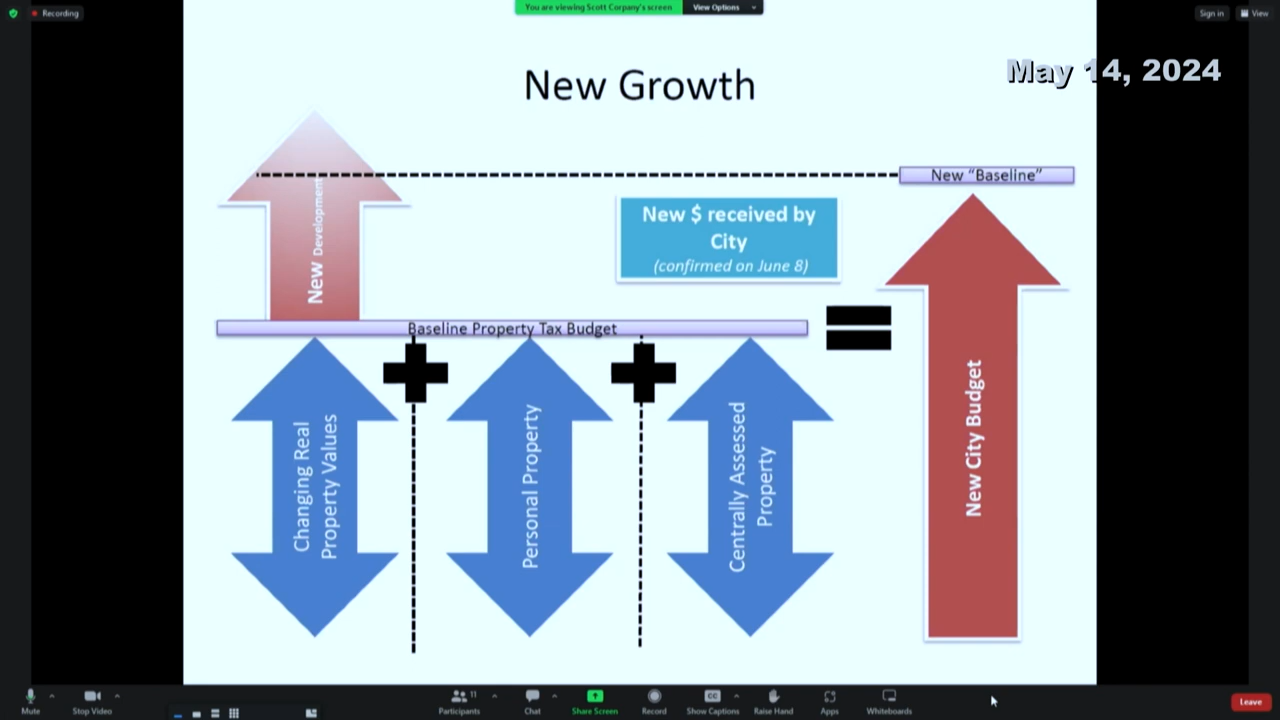 Recording
You are viewing Scott Corpany's screen
View Options
Sign in
View
May 14, 2024
New Growth
New "Baseline"
New Development
New $ received by
City
(confirmed on June 8)
Baseline Property Tax Budget
Changing Real
Property Values
Personal Property
Centrally Assessed
Property
New City Budget
Mute
Stop Video
Participants
11
Chat
Share Screen
Record
CC
Show Captions
Raise Hand
Apps
Whiteboards
Leave